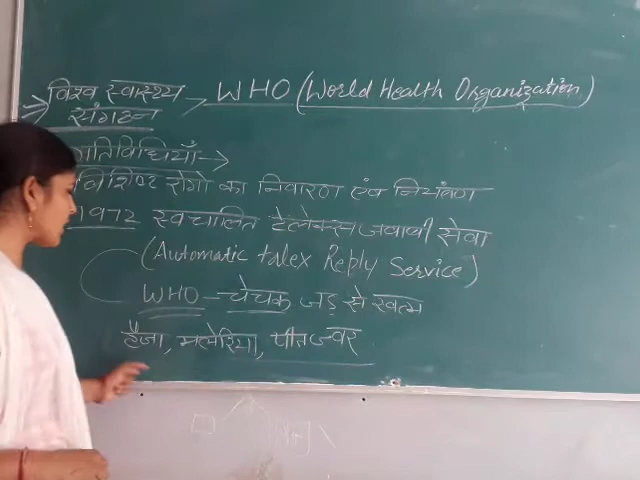 विश्व स्वास्थ्य संगठन → WHO (World Health Organization)
गतिविधियाँ →
विशिष्ट रोगो का निवारण एंव नियंत्रण
1972 स्वचालित टेलेक्स जवाबी सेवा
(Automatic talex Reply Service)
WHO – चेचक जड़ से खत्म
हैजा, मलेरिया, पीतज्वर